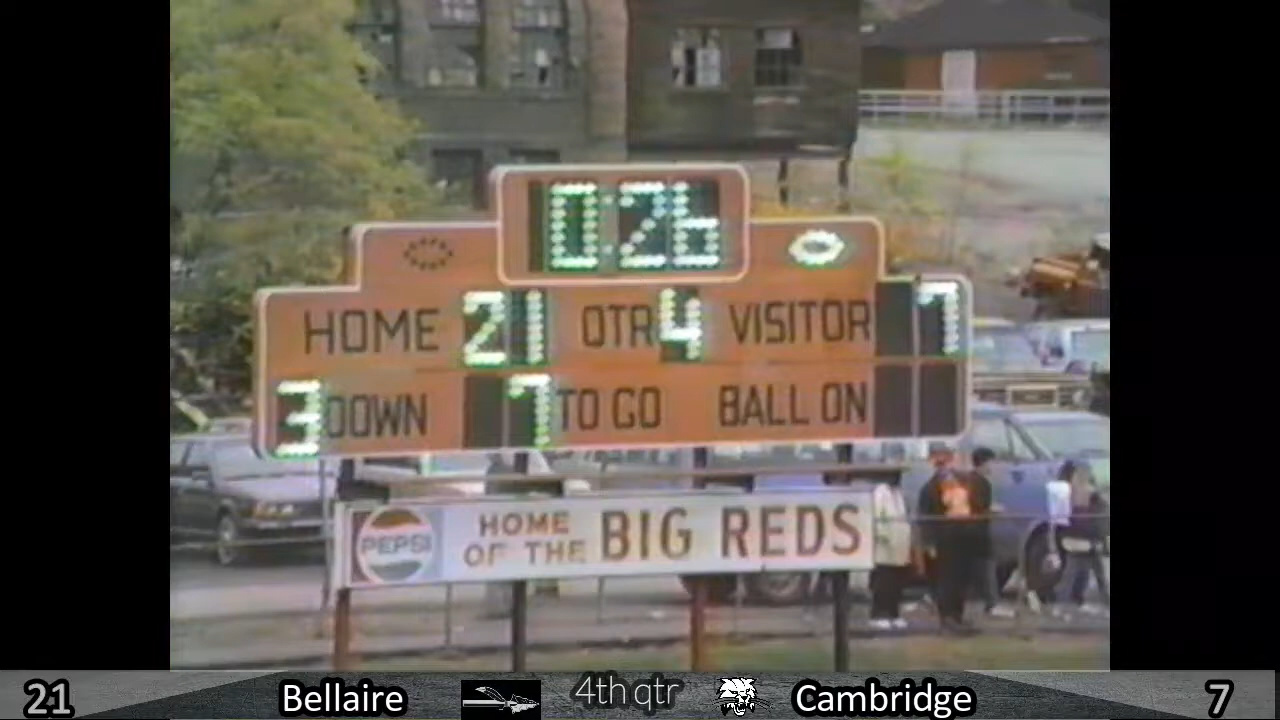 0:26
HOME 21 QTR 4 VISITOR 7
3 DOWN 7 TO GO BALL ON
PEPSI
HOME OF THE BIG REDS
21 Bellaire 4th qtr Cambridge 7